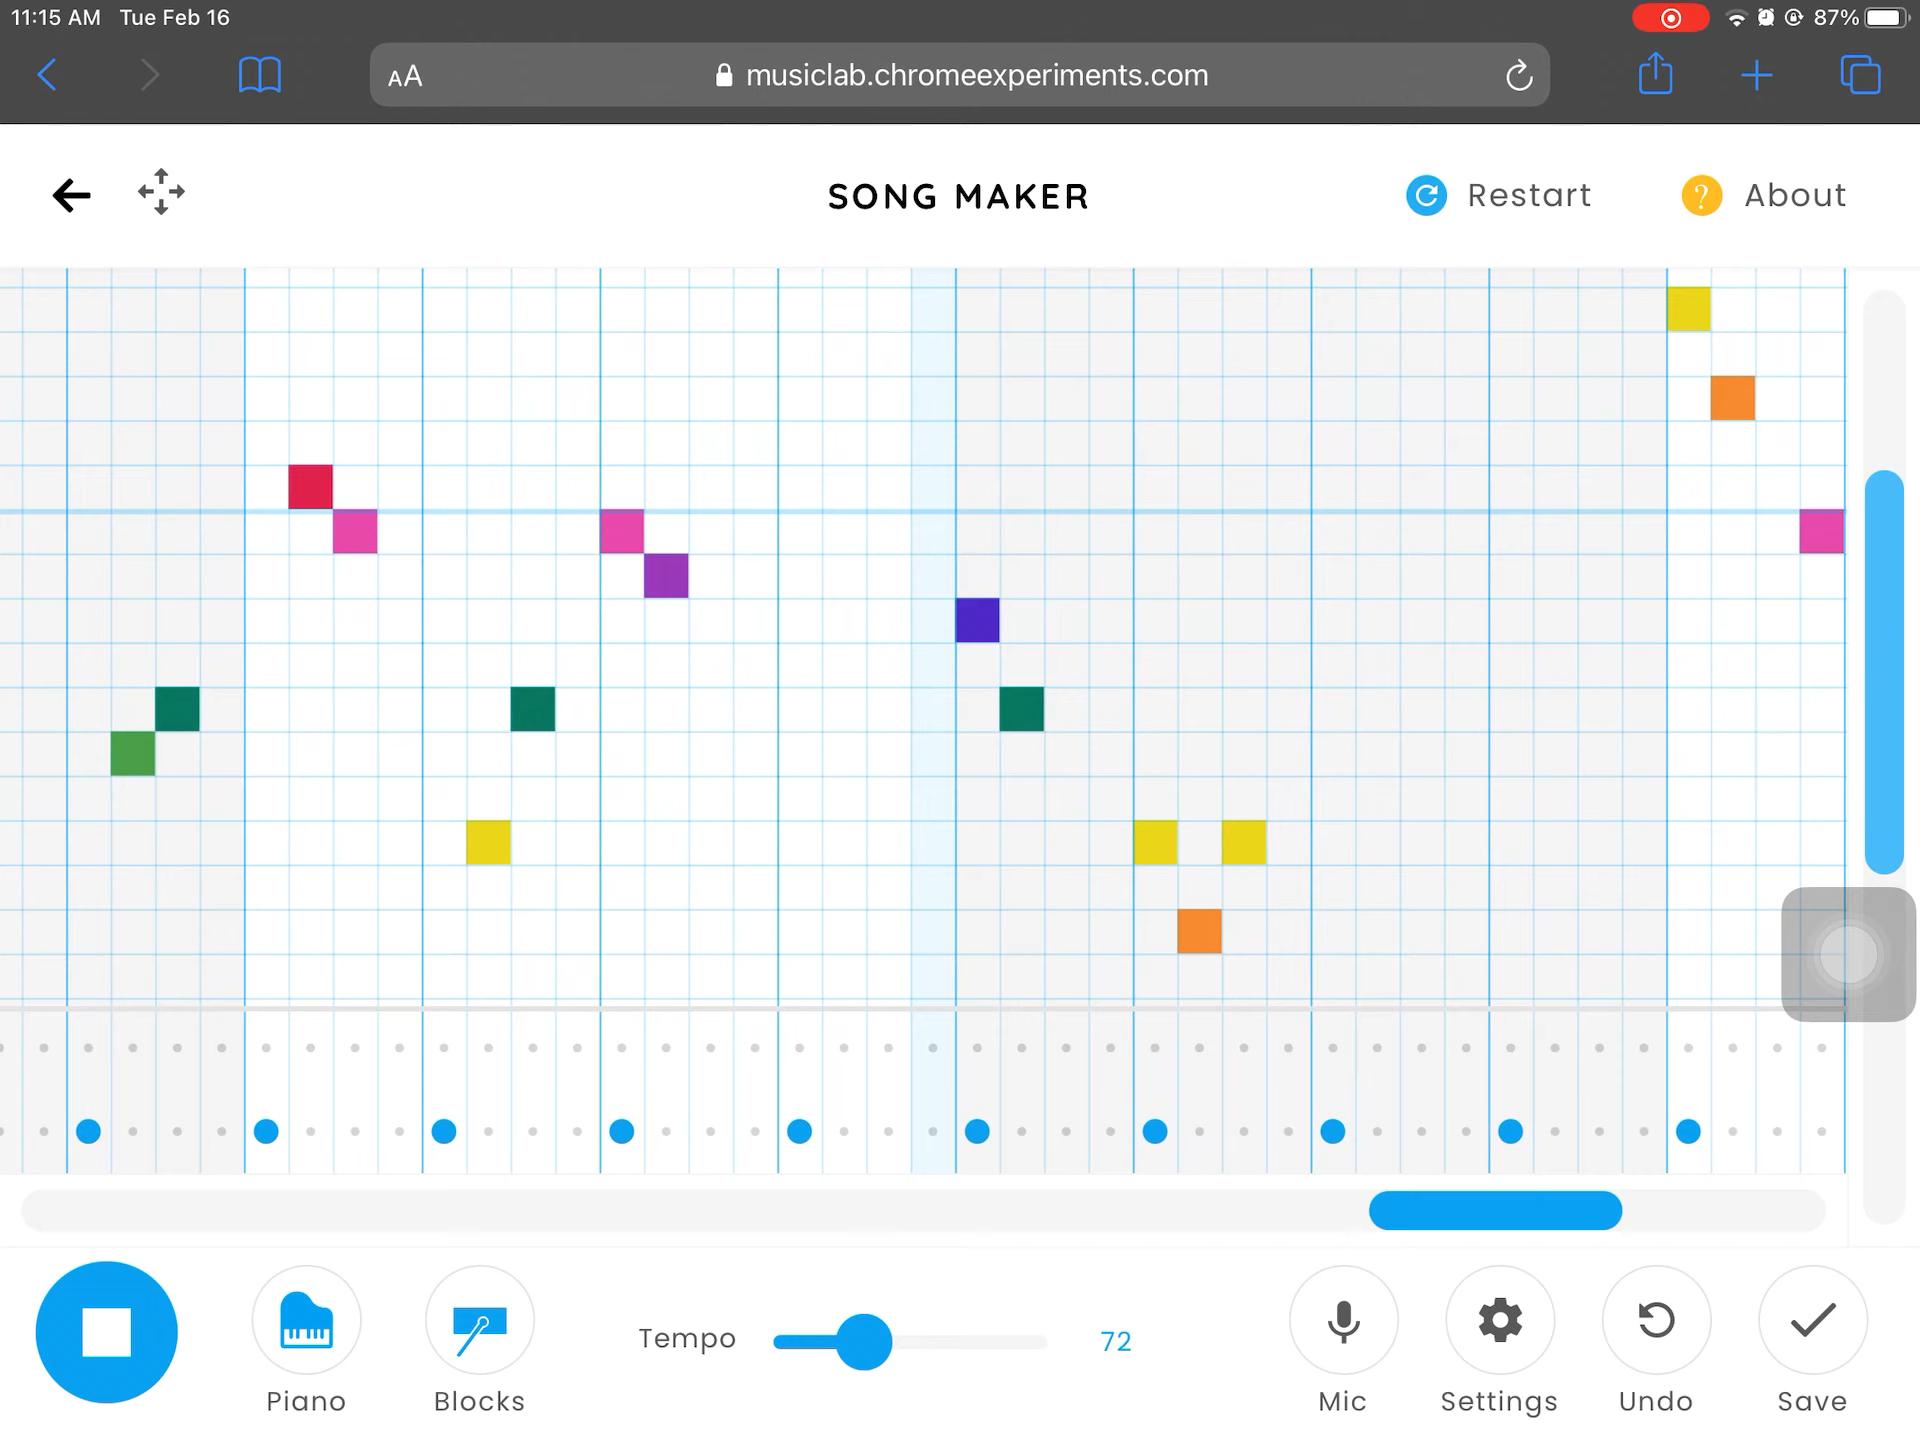 11:15 AM Tue Feb 16
87%
AA musiclab.chromeexperiments.com
SONG MAKER
Restart
? About
Tempo 72
Piano
Blocks
Mic
Settings
Undo
Save